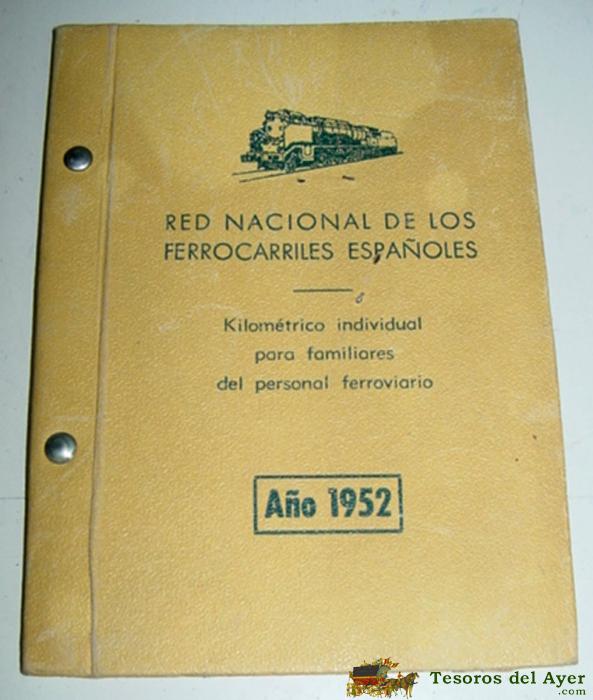 RED NACIONAL DE LOS
FERROCARRILES ESPAÑOLES
Kilométrico individual
para familiares
del personal ferroviario
Año 1952
Tesoros del Ayer
.com